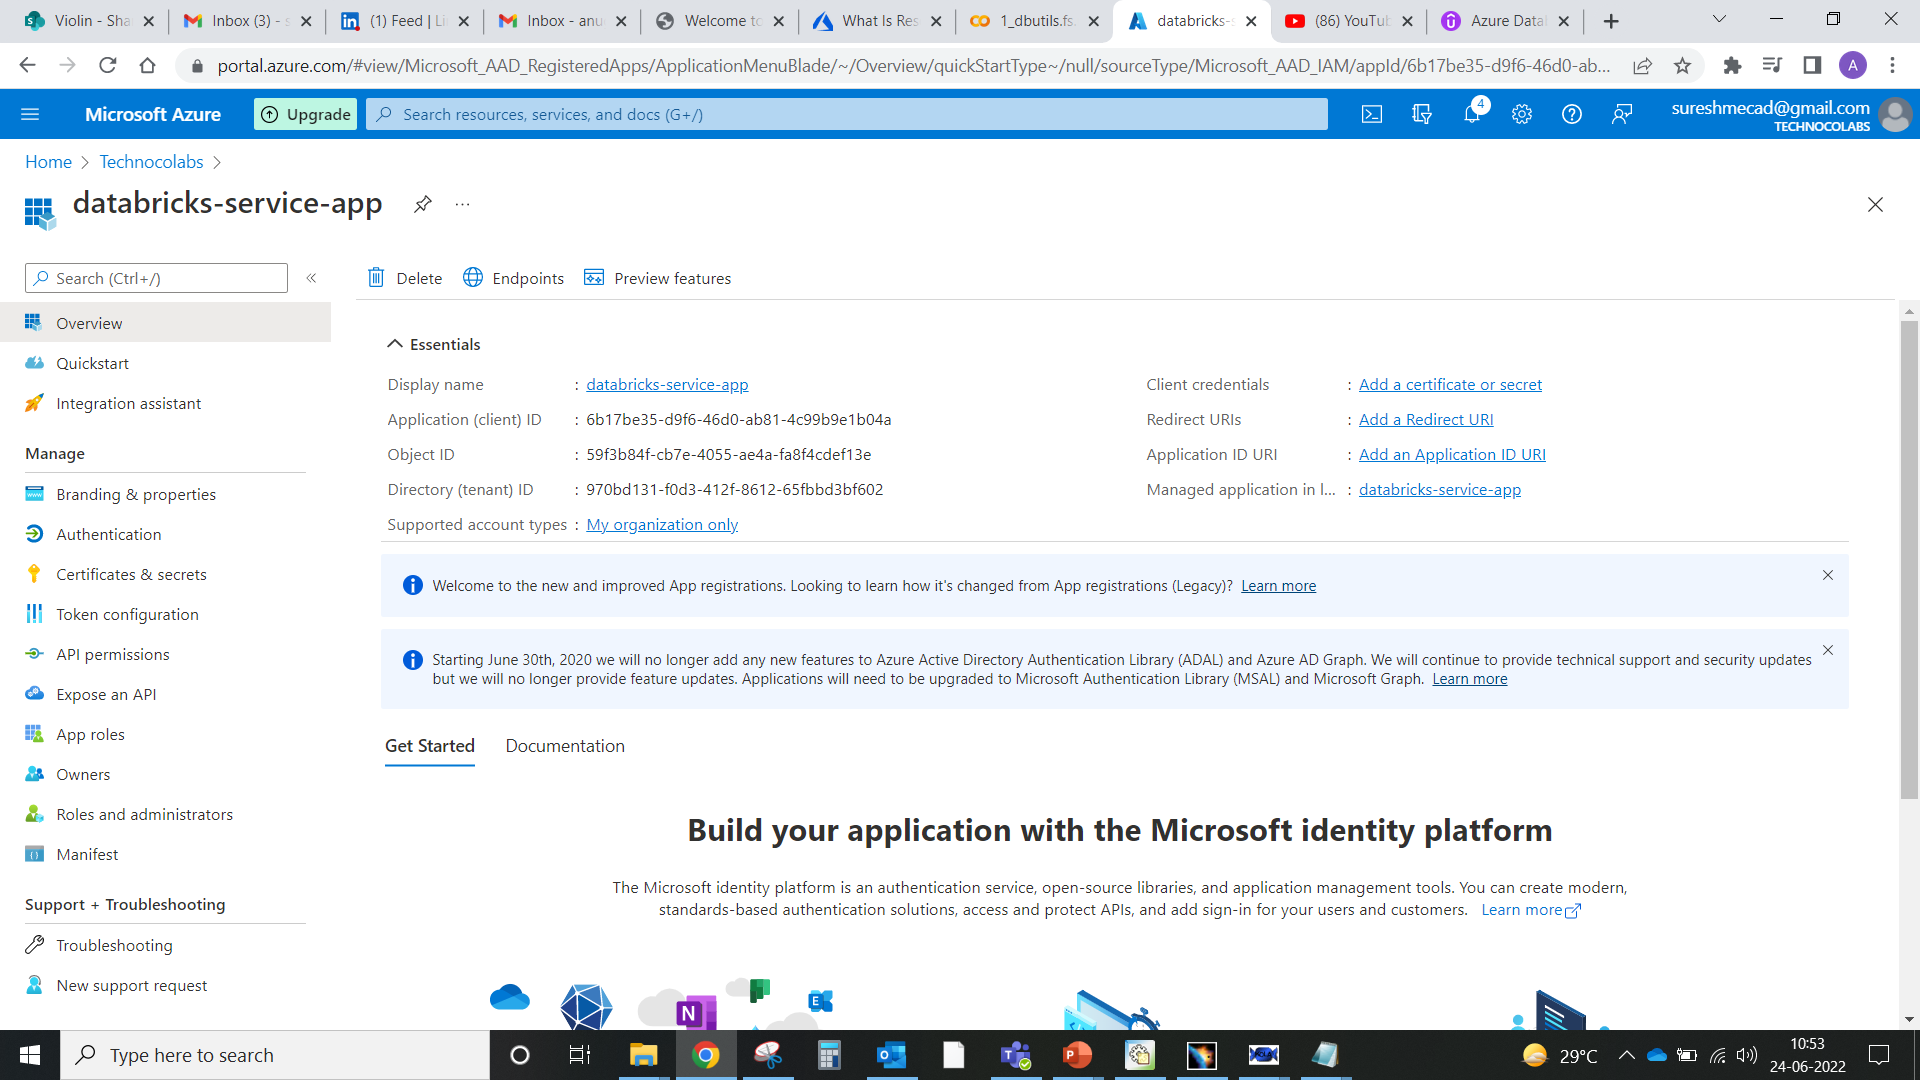 Violin - Sha
Inbox (3) - s
(1) Feed | Li
Inbox - anu
Welcome to
What Is Res
1_dbutils.fs.
databricks-s
(86) YouTub
Azure Datal
portal.azure.com/#view/Microsoft_AAD_RegisteredApps/ApplicationMenuBlade/~/Overview/quickStartType~/null/sourceType/Microsoft_AAD_IAM/appId/6b17be35-d9f6-46d0-ab...
A
Microsoft Azure
Upgrade
Search resources, services, and docs (G+/)
4
sureshmecad@gmail.com
TECHNOCOLABS
Home > Technocolabs >
databricks-service-app
...
Search (Ctrl+/)
«
Delete
Endpoints
Preview features
Overview
Quickstart
Integration assistant
Manage
Branding & properties
Authentication
Certificates & secrets
Token configuration
API permissions
Expose an API
App roles
Owners
Roles and administrators
Manifest
Support + Troubleshooting
Troubleshooting
New support request
Essentials
Display name : databricks-service-app
Application (client) ID : 6b17be35-d9f6-46d0-ab81-4c99b9e1b04a
Object ID : 59f3b84f-cb7e-4055-ae4a-fa8f4cdef13e
Directory (tenant) ID : 970bd131-f0d3-412f-8612-65fbbd3bf602
Supported account types : My organization only
Client credentials : Add a certificate or secret
Redirect URIs : Add a Redirect URI
Application ID URI : Add an Application ID URI
Managed application in l... : databricks-service-app
Welcome to the new and improved App registrations. Looking to learn how it's changed from App registrations (Legacy)? Learn more
Starting June 30th, 2020 we will no longer add any new features to Azure Active Directory Authentication Library (ADAL) and Azure AD Graph. We will continue to provide technical support and security updates
but we will no longer provide feature updates. Applications will need to be upgraded to Microsoft Authentication Library (MSAL) and Microsoft Graph. Learn more
Get Started
Documentation
Build your application with the Microsoft identity platform
The Microsoft identity platform is an authentication service, open-source libraries, and application management tools. You can create modern,
standards-based authentication solutions, access and protect APIs, and add sign-in for your users and customers. Learn more
N
E
Type here to search
29°C
10:53
24-06-2022